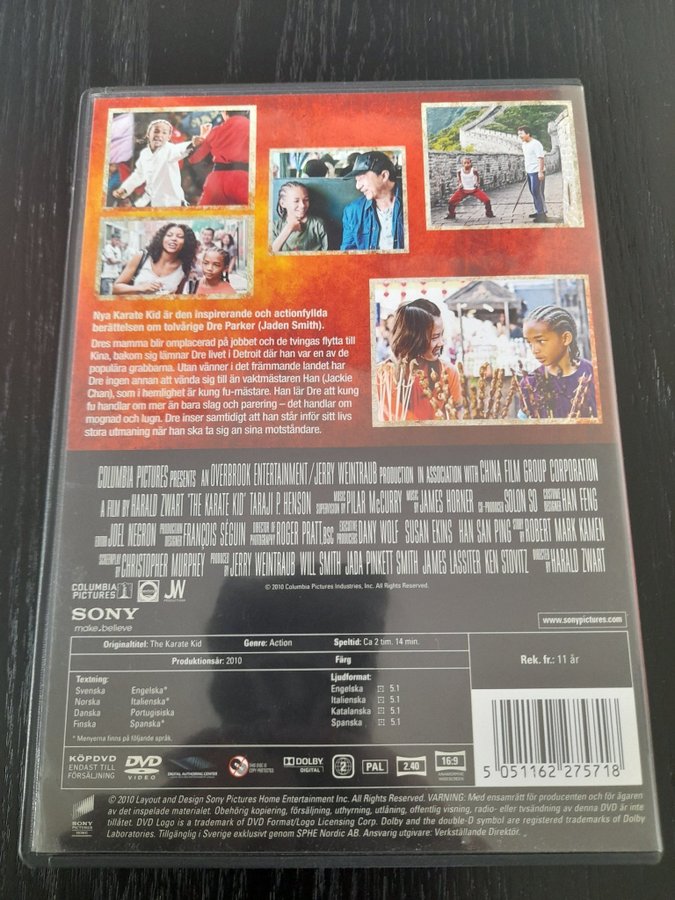 Nya Karate Kid är den inspirerande och actionfyllda
berättelsen om tolvårige Dre Parker (Jaden Smith).
Dres mamma blir omplacerad på jobbet och de tvingas flytta till
Kina, bakom sig lämnar Dre livet i Detroit där han var en av de
populära grabbarna. Utan vänner i det främmande landet har
Dre ingen annan att vända sig till än vaktmästaren Han (Jackie
Chan), som i hemlighet är kung fu-mästare. Han lär Dre att kung
fu handlar om mer än bara slag och parering – det handlar om
mognad och lugn. Dre inser samtidigt att han står inför sitt livs
stora utmaning när han ska ta sig an sina motståndare.
COLUMBIA PICTURES PRESENTS AN OVERBROOK ENTERTAINMENT/JERRY WEINTRAUB PRODUCTION IN ASSOCIATION WITH CHINA FILM GROUP CORPORATION
A FILM BY HARALD ZWART "THE KARATE KID" TARAJI P. HENSON MUSIC SUPERVISION BY PILAR McCURRY MUSIC BY JAMES HORNER CO-PRODUCER SOLON SO COSTUME DESIGNER HAN FENG
EDITOR JOEL NEGRON PRODUCTION DESIGNER FRANÇOIS SEGUIN DIRECTOR OF PHOTOGRAPHY ROGER PRATT, BSC EXECUTIVE PRODUCERS DANY WOLF SUSAN EKINS HAN SAN PING STORY BY ROBERT MARK KAMEN
SCREENPLAY BY CHRISTOPHER MURPHEY PRODUCED BY JERRY WEINTRAUB WILL SMITH JADA PINKETT SMITH JAMES LASSITER KEN STOVITZ DIRECTED BY HARALD ZWART
© 2010 Columbia Pictures Industries, Inc. All Rights Reserved.
COLUMBIA PICTURES
JW
SONY
make.believe
www.sonypictures.com
Originaltitel: The Karate Kid Genre: Action Speltid: Ca 2 tim. 14 min.
Produktionsår: 2010 Färg
Rek. fr.: 11 år
Textning: Ljudformat:
Svenska Engelska* Engelska 5.1
Norska Italienska* Italienska 5.1
Danska Portugisiska Katalanska 5.1
Finska Spanska* Spanska 5.1
* Menyerna finns på följande språk.
KÖPDVD
ENDAST TILL
FÖRSÄLJNING
DVD VIDEO
DIGITAL AUTHORING CENTER
THIS DISC IS COPY PROTECTED
DOLBY DIGITAL
2
PAL
2.40
16:9
ANAMORPHIC WIDESCREEN
5 051162 275718
SONY PICTURES
© 2010 Layout and Design Sony Pictures Home Entertainment Inc. All Rights Reserved. VARNING: Med ensamrätt för producenten och för ägaren
av det inspelade materialet. Obehörig kopiering, försäljning, uthyrning, utlåning, offentlig visning, radio- eller tvsändning av denna DVD är inte
tillåtet. DVD Logo is a trademark of DVD Format/Logo Licensing Corp. Dolby and the double-D symbol are registered trademarks of Dolby
Laboratories. Tillgänglig i Sverige exklusivt genom SPHE Nordic AB. Ansvarig utgivare: Verkställande Direktör.